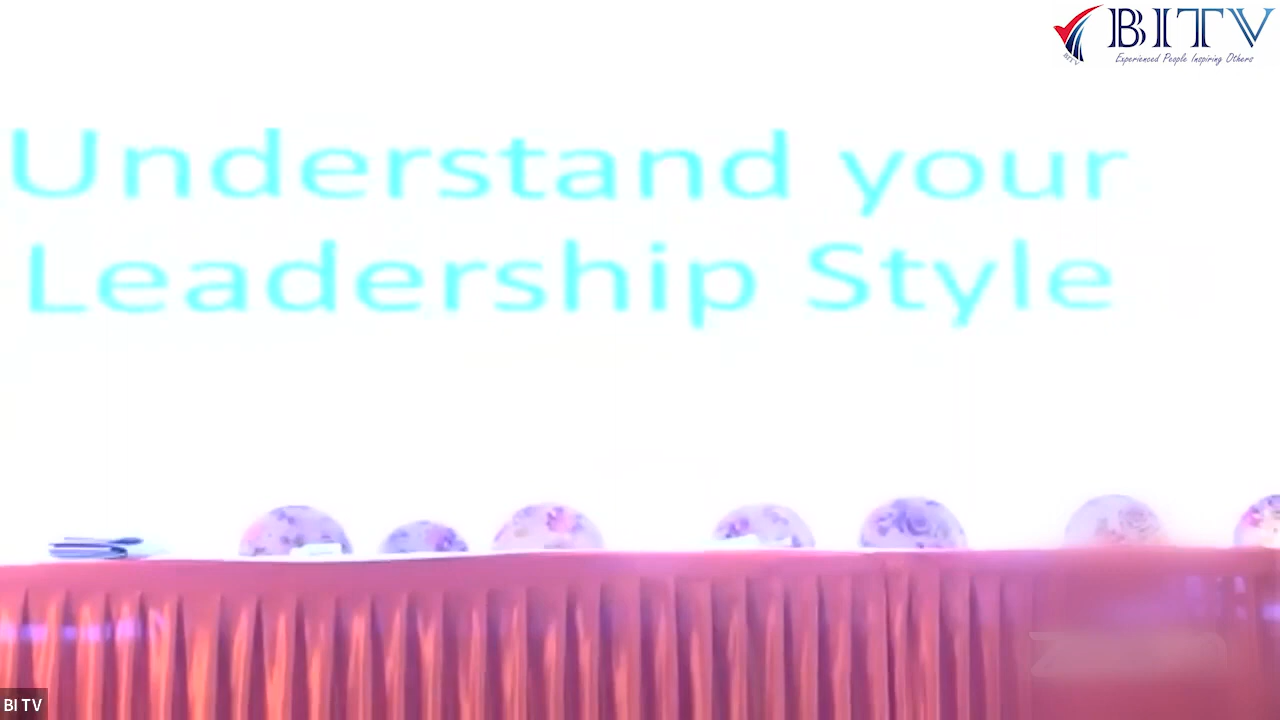 BITV
Experienced People Inspiring Others
Understand your
Leadership Style
BI TV